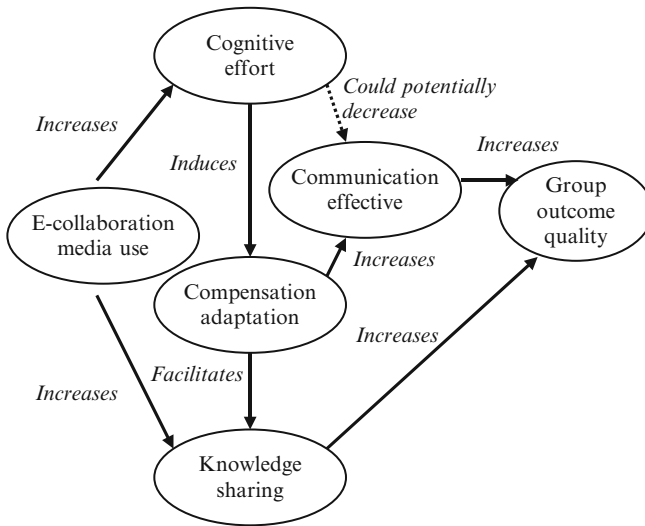 Cognitive
effort
Could potentially
decrease
Increases
Induces
Communication
effective
Increases
Group
outcome
quality
E-collaboration
media use
Increases
Compensation
adaptation
Increases
Facilitates
Increases
Knowledge
sharing